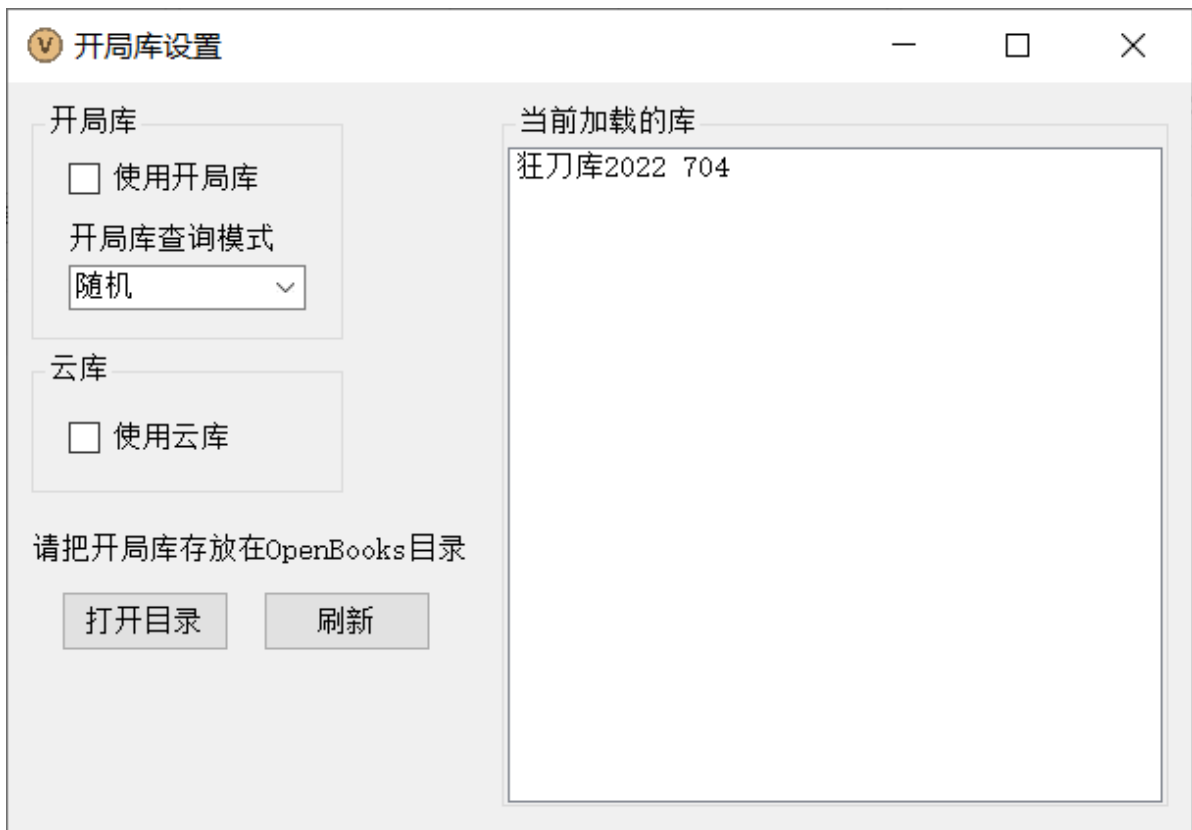 开局库设置
开局库
使用开局库
开局库查询模式
随机
云库
使用云库
请把开局库存放在OpenBooks目录
打开目录
刷新
当前加载的库
狂刀库2022 704